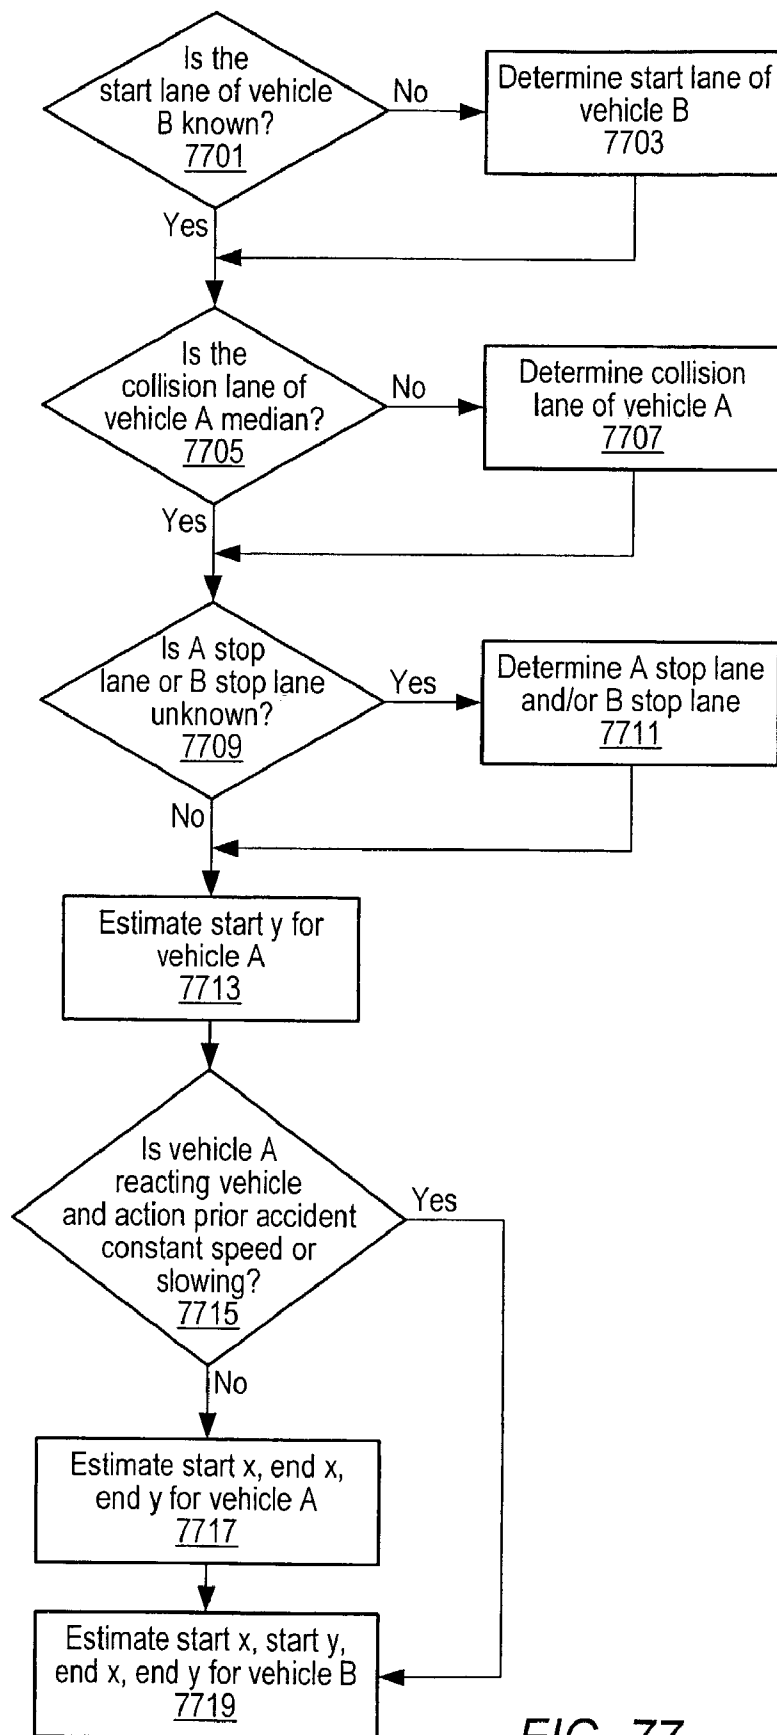 Is the
start lane of vehicle
B known?
7701
No
Determine start lane of
vehicle B
7703
Yes
Is the
collision lane of
vehicle A median?
7705
No
Determine collision
lane of vehicle A
7707
Yes
Is A stop
lane or B stop lane
unknown?
7709
Yes
Determine A stop lane
and/or B stop lane
7711
No
Estimate start y for
vehicle A
7713
Is vehicle A
reacting vehicle
and action prior accident
constant speed or
slowing?
7715
Yes
No
Estimate start x, end x,
end y for vehicle A
7717
Estimate start x, start y,
end x, end y for vehicle B
7719
FIG. 77